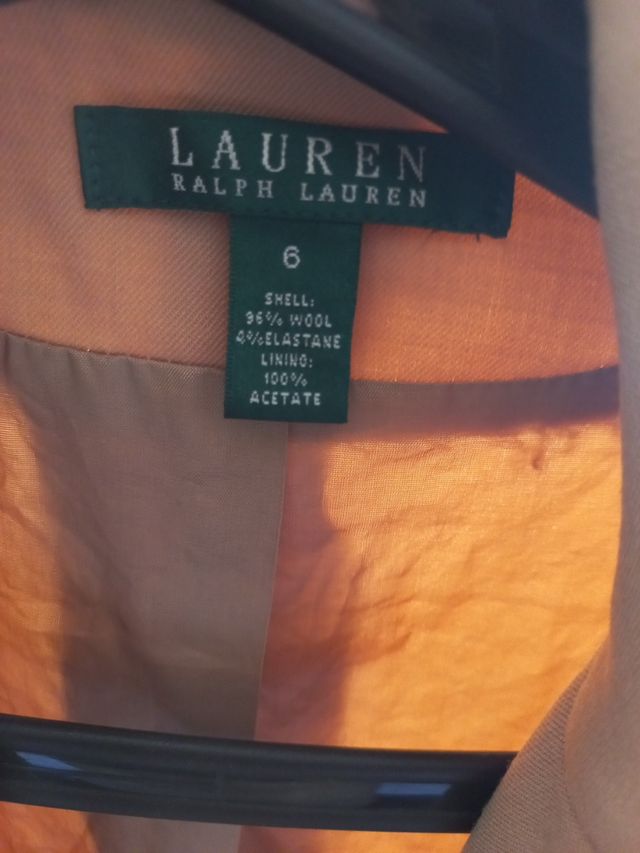 LAUREN
RALPH LAUREN
6
SHELL:
96% WOOL
4%ELASTANE
LINING:
100%
ACETATE